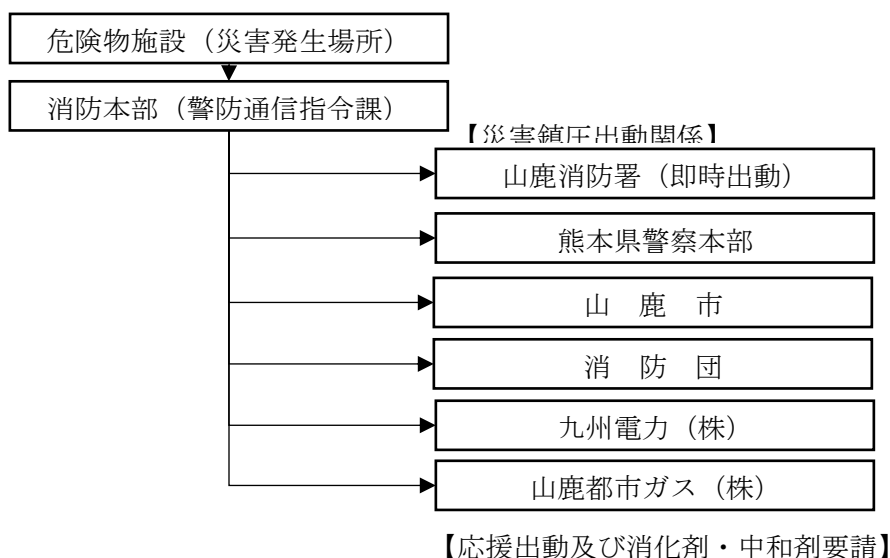 危険物施設（災害発生場所）
消防本部（警防通信指令課）
【災害鎮圧出動関係】
山鹿消防署（即時出動）
熊本県警察本部
山　鹿　市
消　防　団
九州電力（株）
山鹿都市ガス（株）
【応援出動及び消化剤・中和剤要請】